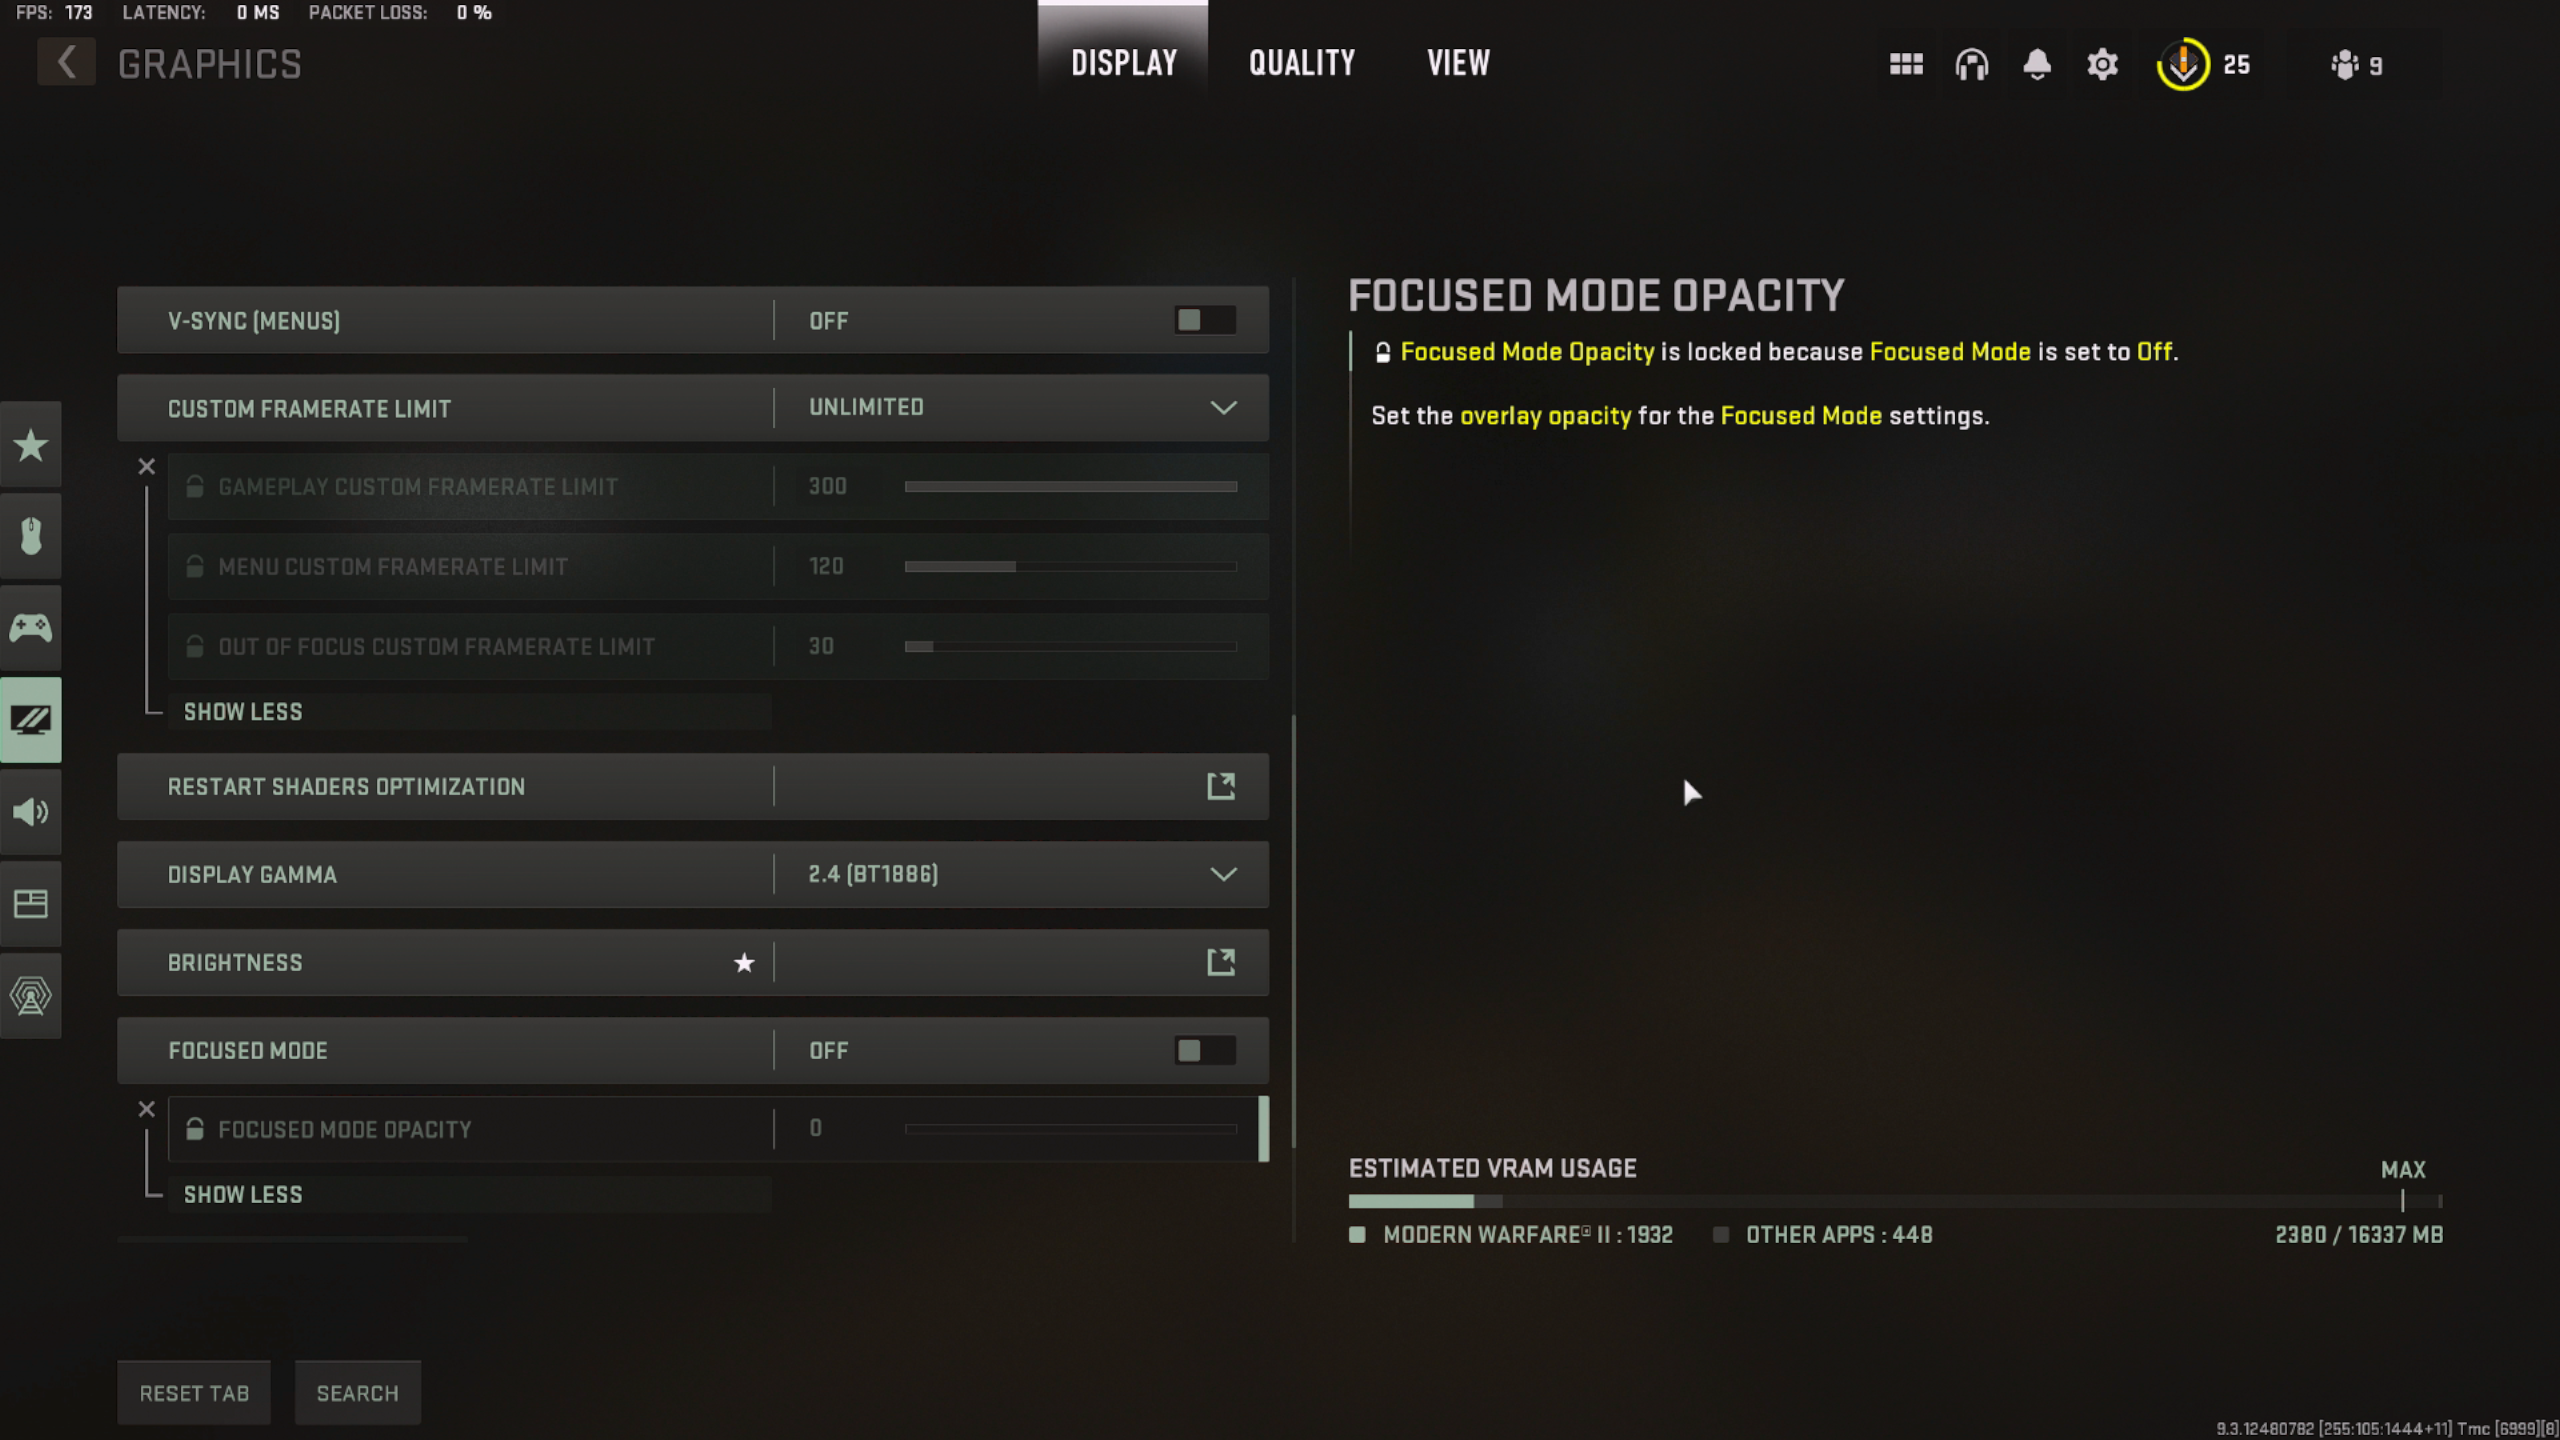 FPS: 173 LATENCY: 0 MS PACKET LOSS: 0 %
GRAPHICS
DISPLAY QUALITY VIEW
25 9
V-SYNC (MENUS) OFF
CUSTOM FRAMERATE LIMIT UNLIMITED
GAMEPLAY CUSTOM FRAMERATE LIMIT 300
MENU CUSTOM FRAMERATE LIMIT 120
OUT OF FOCUS CUSTOM FRAMERATE LIMIT 30
SHOW LESS
RESTART SHADERS OPTIMIZATION
DISPLAY GAMMA 2.4 (BT1886)
BRIGHTNESS
FOCUSED MODE OFF
FOCUSED MODE OPACITY 0
SHOW LESS
FOCUSED MODE OPACITY
Focused Mode Opacity is locked because Focused Mode is set to Off.
Set the overlay opacity for the Focused Mode settings.
ESTIMATED VRAM USAGE MAX
MODERN WARFARE® II : 1932 OTHER APPS : 448 2380 / 16337 MB
RESET TAB SEARCH
9.3.12480782 [255:105:1444+11] Tmc [6999][8]